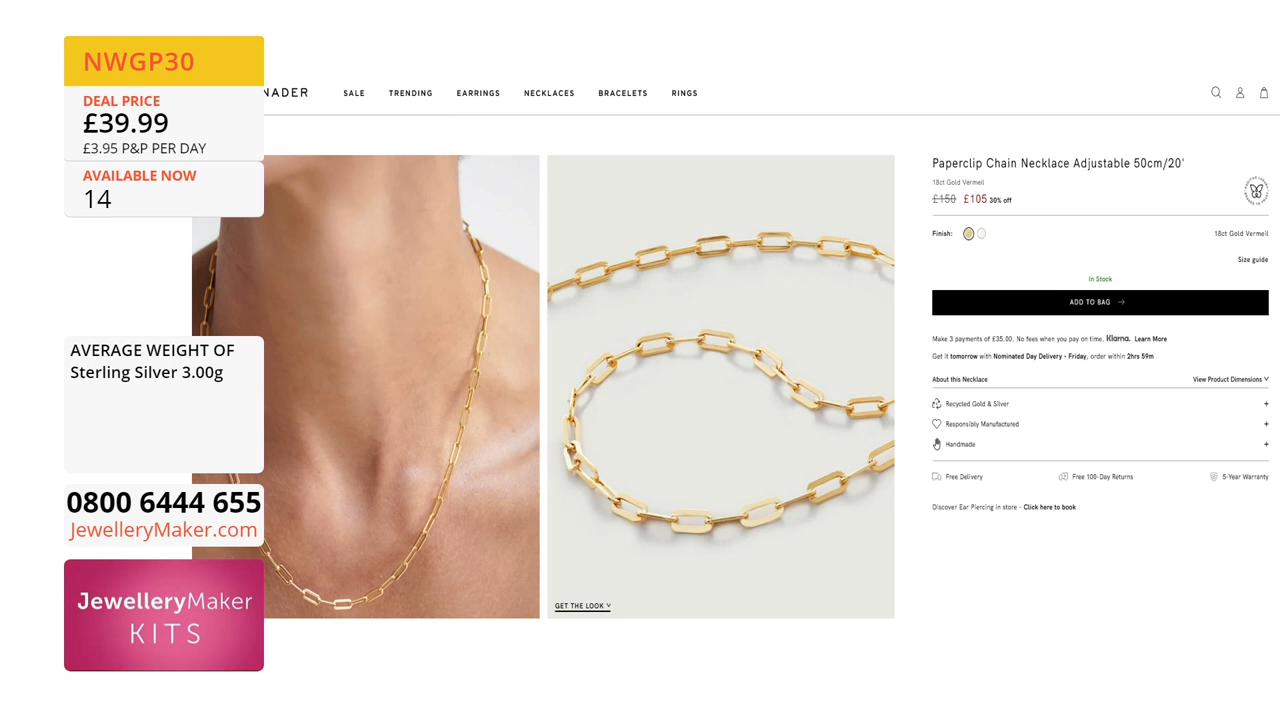 NWGP30
DEAL PRICE
£39.99
£3.95 P&P PER DAY
AVAILABLE NOW
14
AVERAGE WEIGHT OF
Sterling Silver 3.00g
0800 6444 655
JewelleryMaker.com
JewelleryMaker
KITS
NADER
SALE TRENDING EARRINGS NECKLACES BRACELETS RINGS
GET THE LOOK
Paperclip Chain Necklace Adjustable 50cm/20'
18ct Gold Vermeil
£150 £105 30% off
Finish: 18ct Gold Vermeil
Size guide
In Stock
ADD TO BAG
Make 3 payments of £35.00. No fees when you pay on time. Klarna. Learn More
Get it tomorrow with Nominated Day Delivery - Friday, order within 2hrs 59m
About this Necklace View Product Dimensions
Recycled Gold & Silver +
Responsibly Manufactured +
Handmade +
Free Delivery Free 100-Day Returns 5-Year Warranty
Discover Ear Piercing in store - Click here to book